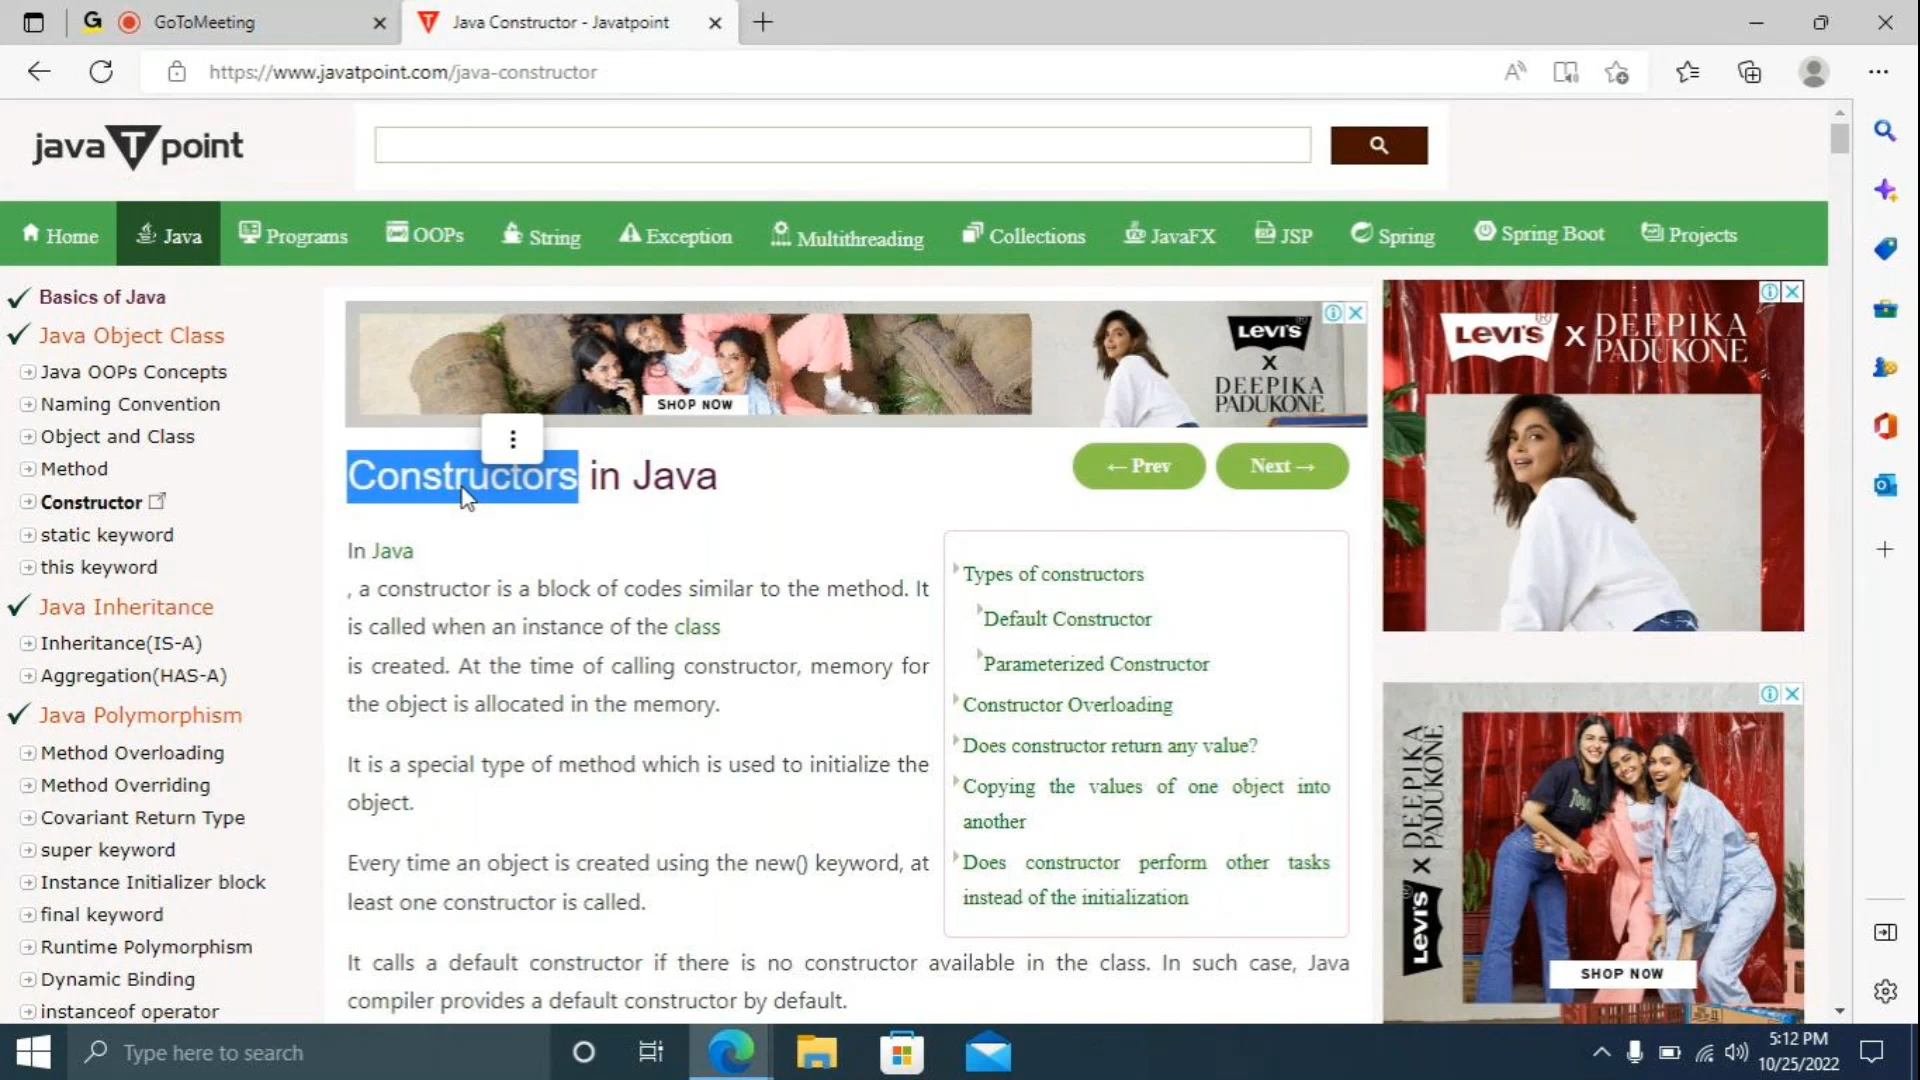 GoToMeeting
Java Constructor - Javatpoint
https://www.javatpoint.com/java-constructor
java T point
Home
Java
Programs
OOPs
String
Exception
Multithreading
Collections
JavaFX
JSP
Spring
Spring Boot
Projects
Basics of Java
Java Object Class
Java OOPs Concepts
Naming Convention
Object and Class
Method
Constructor
static keyword
this keyword
Java Inheritance
Inheritance(IS-A)
Aggregation(HAS-A)
Java Polymorphism
Method Overloading
Method Overriding
Covariant Return Type
super keyword
Instance Initializer block
final keyword
Runtime Polymorphism
Dynamic Binding
instanceof operator
SHOP NOW
LEVI'S
X
DEEPIKA
PADUKONE
Constructors in Java
← Prev
Next →
In Java
, a constructor is a block of codes similar to the method. It
is called when an instance of the class
is created. At the time of calling constructor, memory for
the object is allocated in the memory.
It is a special type of method which is used to initialize the
object.
Every time an object is created using the new() keyword, at
least one constructor is called.
It calls a default constructor if there is no constructor available in the class. In such case, Java
compiler provides a default constructor by default.
Types of constructors
Default Constructor
Parameterized Constructor
Constructor Overloading
Does constructor return any value?
Copying the values of one object into
another
Does constructor perform other tasks
instead of the initialization
LEVI'S® X DEEPIKA
PADUKONE
LEVI'S X DEEPIKA
PADUKONE
SHOP NOW
Type here to search
5:12 PM
10/25/2022